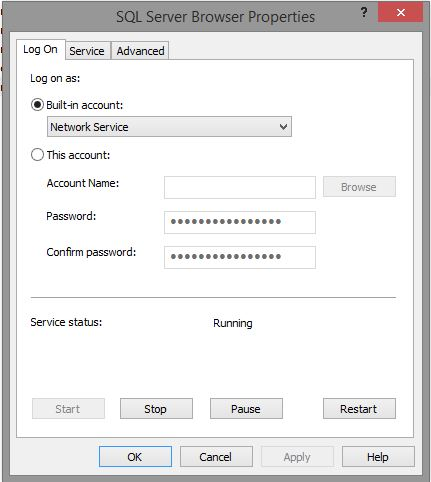 SQL Server Browser Properties
?
Log On Service Advanced
Log on as:
Built-in account:
Network Service
This account:
Account Name:
Browse
Password:
••••••••••••••••
Confirm password:
••••••••••••••••
Service status: Running
Start Stop Pause Restart
OK Cancel Apply Help